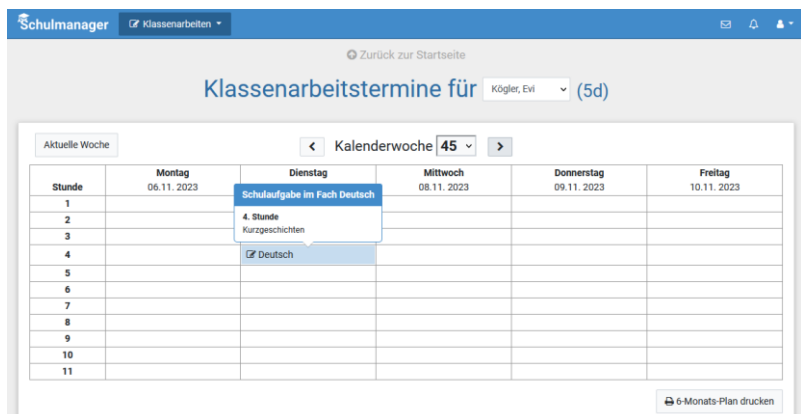 Schulmanager Klassenarbeiten
Zurück zur Startseite
Klassenarbeitstermine für Kögler, Evi (5d)
Aktuelle Woche Kalenderwoche 45
Montag Dienstag Mittwoch Donnerstag Freitag
Stunde 06.11. 2023 08.11. 2023 09.11. 2023 10.11. 2023
Schulaufgabe im Fach Deutsch
4. Stunde
Kurzgeschichten
1
2
3
4 Deutsch
5
6
7
8
9
10
11
6-Monats-Plan drucken